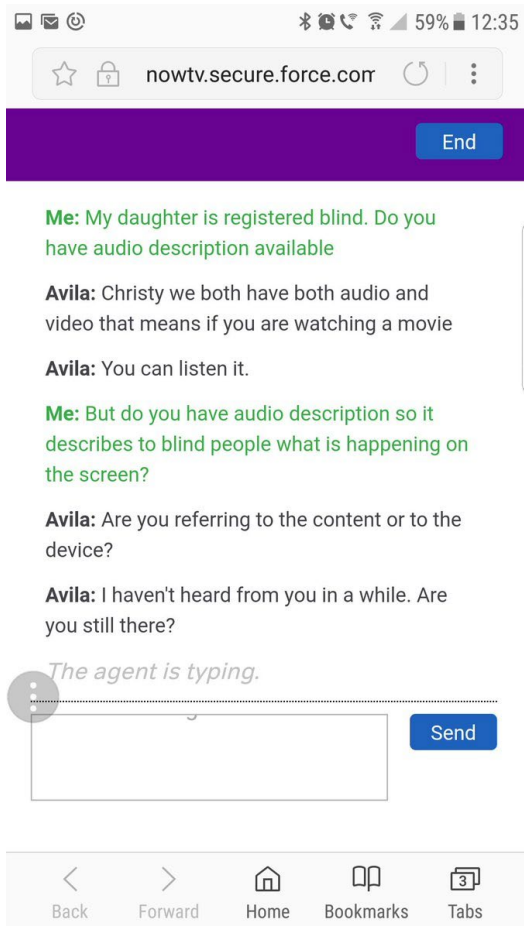 59% 12:35
nowtv.secure.force.com
End
Me: My daughter is registered blind. Do you
have audio description available
Avila: Christy we both have both audio and
video that means if you are watching a movie
Avila: You can listen it.
Me: But do you have audio description so it
describes to blind people what is happening on
the screen?
Avila: Are you referring to the content or to the
device?
Avila: I haven't heard from you in a while. Are
you still there?
The agent is typing.
Send
3
Back Forward Home Bookmarks Tabs